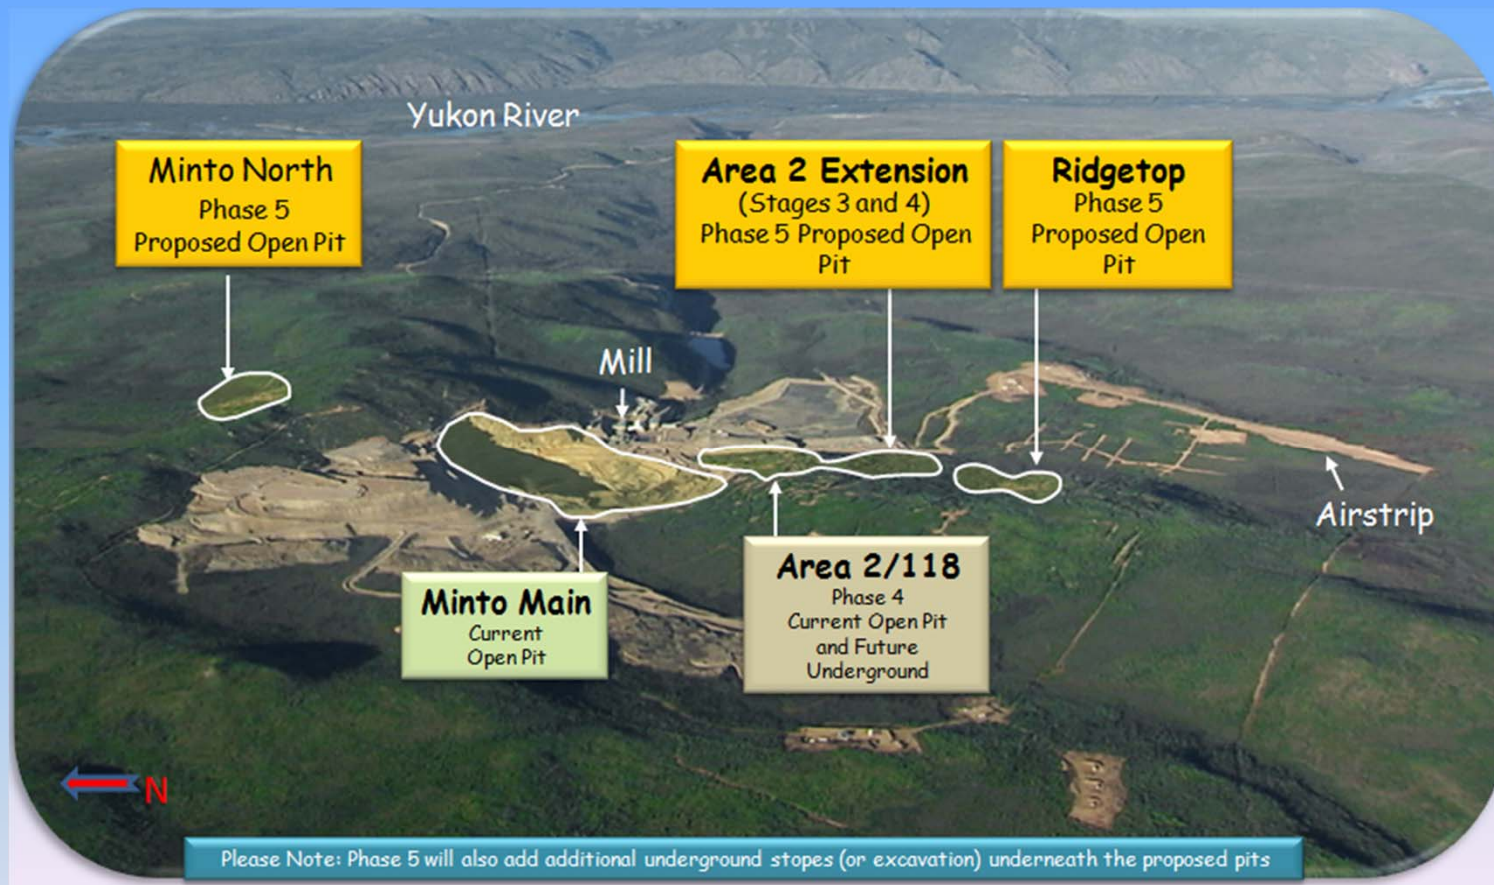 Yukon River
Minto North
Phase 5
Proposed Open Pit
Area 2 Extension
(Stages 3 and 4)
Phase 5 Proposed Open
Pit
Ridgetop
Phase 5
Proposed Open
Pit
Mill
Airstrip
Minto Main
Current
Open Pit
Area 2/118
Phase 4
Current Open Pit
and Future
Underground
N
Please Note: Phase 5 will also add additional underground stopes (or excavation) underneath the proposed pits